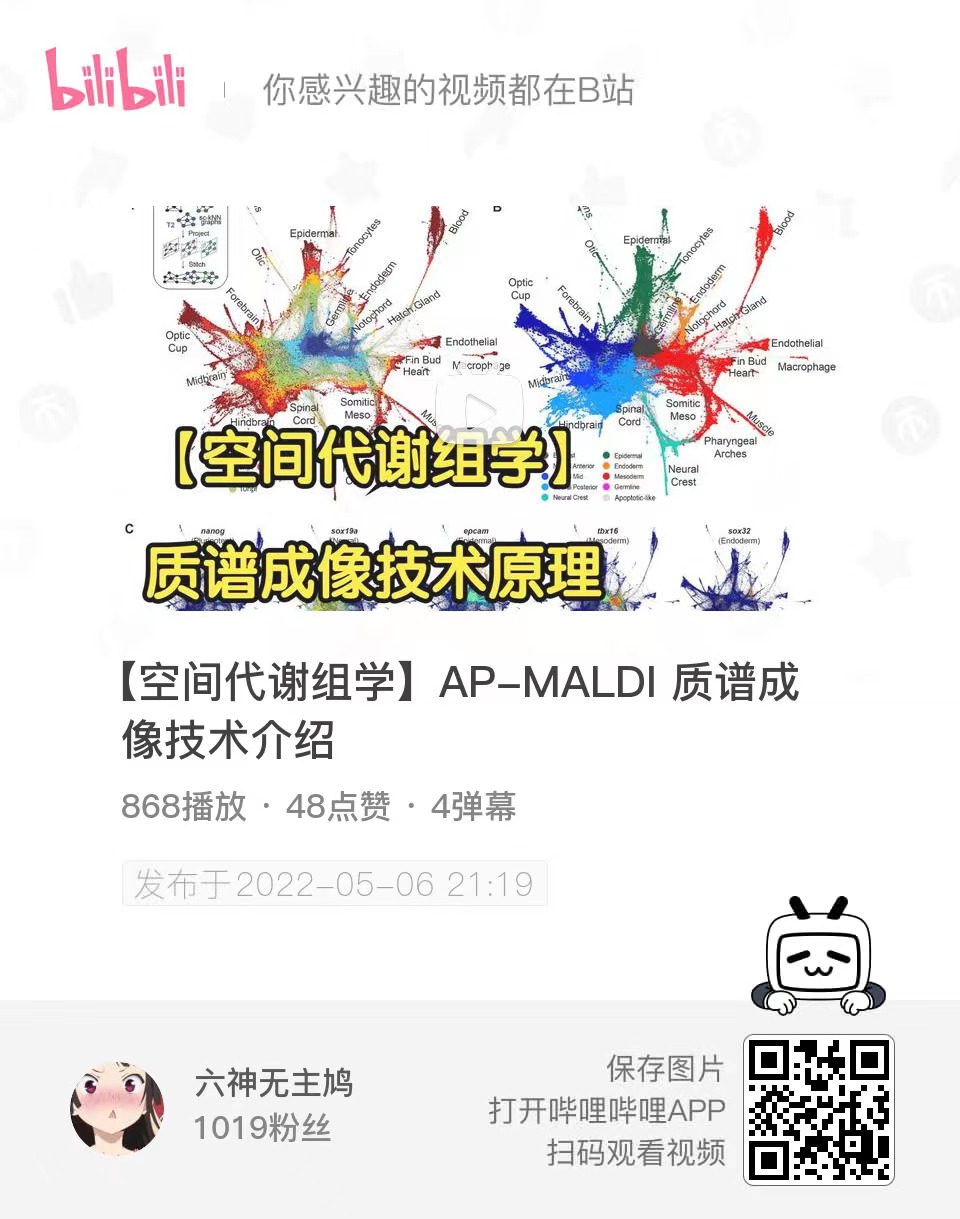 bilibili
你感兴趣的视频都在B站
B
T2
sc-kNN
graphs
Project
Stitch
Epidermal
Ionocytes
Blood
Otic
Forebrain
Germline
Endoderm
Notochord
Hatch Gland
Optic
Cup
Endothelial
Fin Bud
Heart
Macrophage
Midbrain
Hindbrain
Spinal
Cord
Somitic
Meso
Epidermal
Ionocytes
Blood
Otic
Optic
Cup
Forebrain
Germline
Endoderm
Notochord
Hatch Gland
Endothelial
Fin Bud
Heart
Macrophage
Midbrain
Hindbrain
Spinal
Cord
Somitic
Meso
Muscle
Pharyngeal
Arches
Neural
Crest
Anterior
Mid
Posterior
Neural Crest
Epidermal
Endoderm
Mesoderm
Germline
Apoptotic-like
【空间代谢组学】
C
nanog
sox19a
epcam
tbx16
(Mesoderm)
sox32
(Endoderm)
质谱成像技术原理
【空间代谢组学】AP-MALDI 质谱成
像技术介绍
868播放 · 48点赞 · 4弹幕
发布于2022-05-06 21:19
六神无主鸠
1019粉丝
保存图片
打开哔哩哔哩APP
扫码观看视频